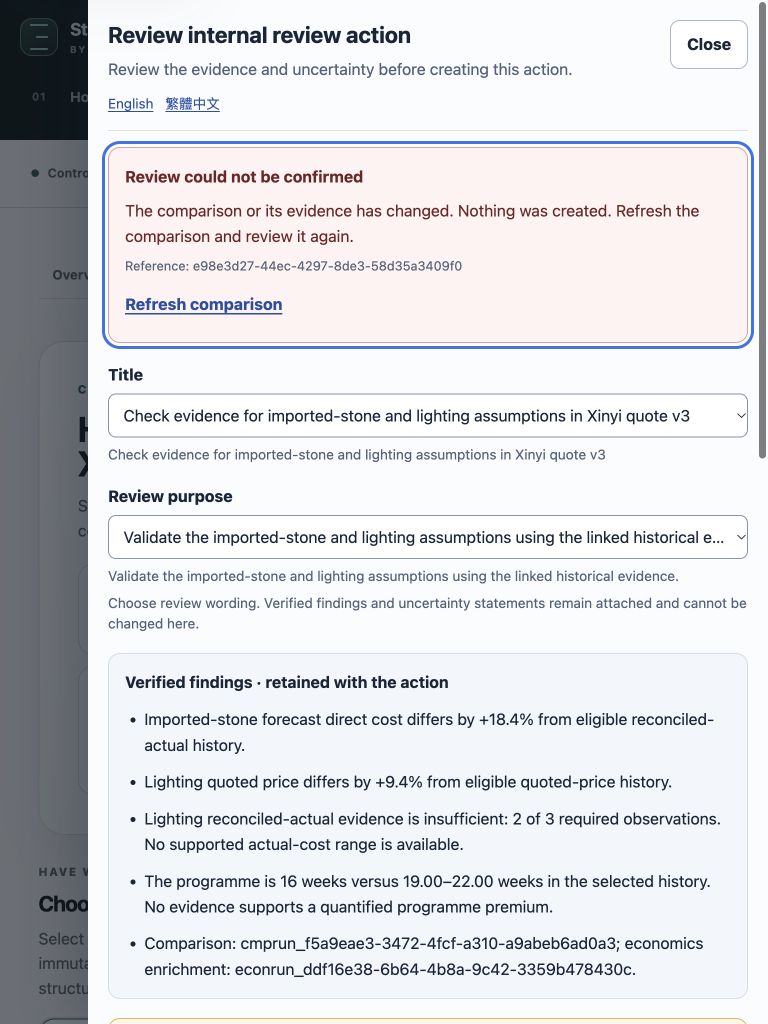 Review internal review action
Close
Review the evidence and uncertainty before creating this action.
English 繁體中文
01
Review could not be confirmed
The comparison or its evidence has changed. Nothing was created. Refresh the
comparison and review it again.
Reference: e98e3d27-44ec-4297-8de3-58d35a3409f0
Refresh comparison
Title
Check evidence for imported-stone and lighting assumptions in Xinyi quote v3
Check evidence for imported-stone and lighting assumptions in Xinyi quote v3
Review purpose
Validate the imported-stone and lighting assumptions using the linked historical e...
Validate the imported-stone and lighting assumptions using the linked historical evidence.
Choose review wording. Verified findings and uncertainty statements remain attached and cannot be
changed here.
Verified findings · retained with the action
• Imported-stone forecast direct cost differs by +18.4% from eligible reconciled-
actual history.
• Lighting quoted price differs by +9.4% from eligible quoted-price history.
• Lighting reconciled-actual evidence is insufficient: 2 of 3 required observations.
No supported actual-cost range is available.
• The programme is 16 weeks versus 19.00–22.00 weeks in the selected history.
No evidence supports a quantified programme premium.
• Comparison: cmprun_f5a9eae3-3472-4fcf-a310-a9abeb6ad0a3; economics
enrichment: econrun_ddf16e38-6b64-4b8a-9c42-3359b478430c.
Select